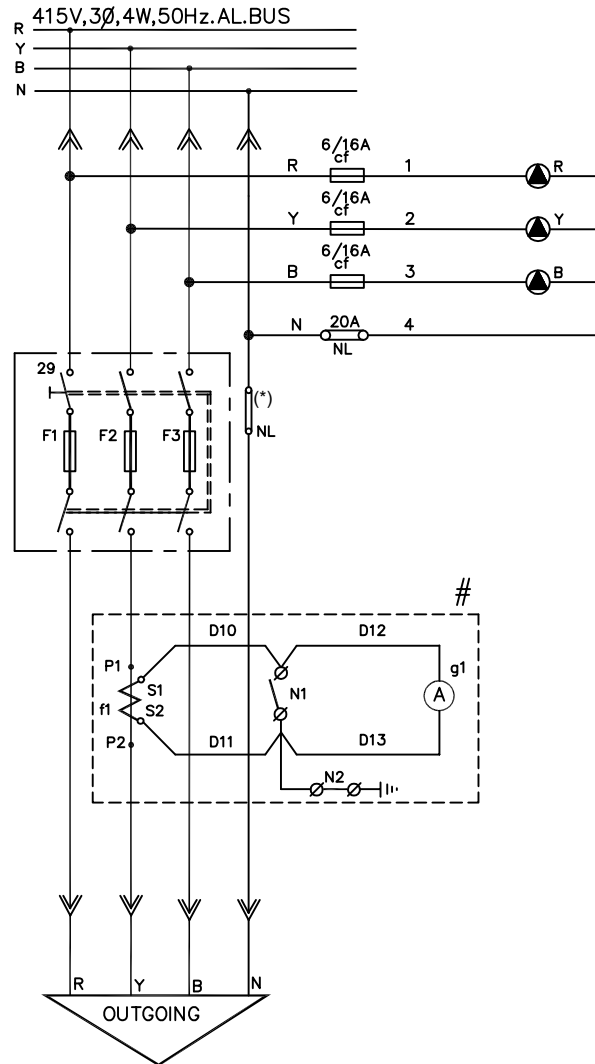 415V,3Ø,4W,50Hz.AL.BUS
R
Y
B
N
6/16A
cf
R 1 R
6/16A
cf
Y 2 Y
6/16A
cf
B 3 B
20A
N 4
NL
29
(*)
F1 F2 F3 NL
#
D10 D12
P1 g1
S1 N1 A
f1 S2
P2 D11 D13
N2
R Y B N
OUTGOING